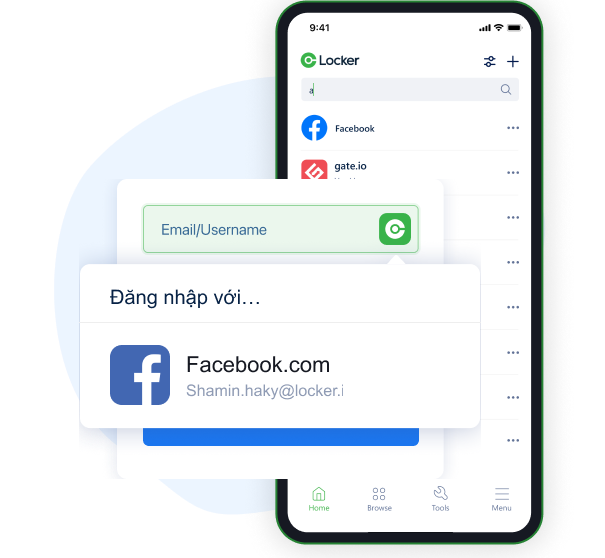 9:41
Locker
a
Facebook
gate.io
Email/Username
Đăng nhập với...
Facebook.com
Shamin.haky@locker.i
Home
Browse
Tools
Menu